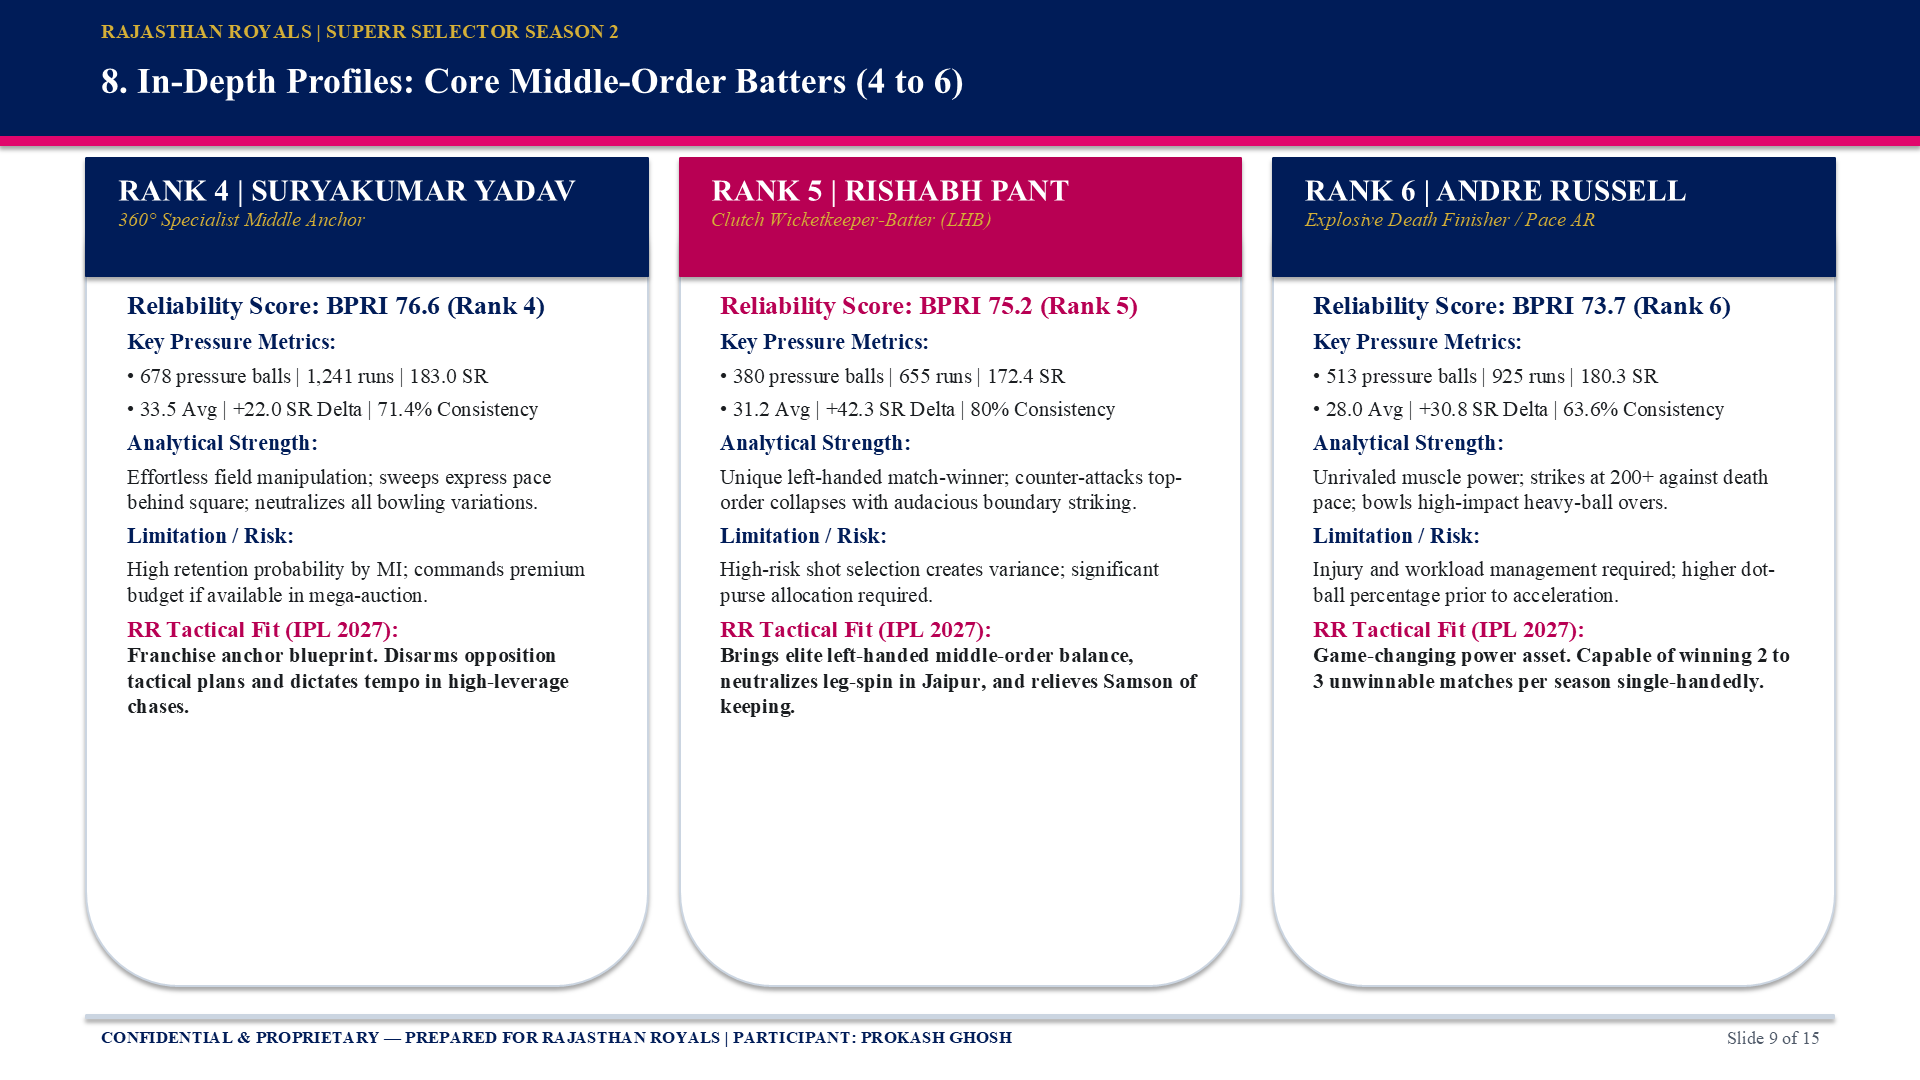 RAJASTHAN ROYALS | SUPERR SELECTOR SEASON 2
8. In-Depth Profiles: Core Middle-Order Batters (4 to 6)
RANK 4 | SURYAKUMAR YADAV
360° Specialist Middle Anchor
Reliability Score: BPRI 76.6 (Rank 4)
Key Pressure Metrics:
• 678 pressure balls | 1,241 runs | 183.0 SR
• 33.5 Avg | +22.0 SR Delta | 71.4% Consistency
Analytical Strength:
Effortless field manipulation; sweeps express pace
behind square; neutralizes all bowling variations.
Limitation / Risk:
High retention probability by MI; commands premium
budget if available in mega-auction.
RR Tactical Fit (IPL 2027):
Franchise anchor blueprint. Disarms opposition
tactical plans and dictates tempo in high-leverage
chases.
RANK 5 | RISHABH PANT
Clutch Wicketkeeper-Batter (LHB)
Reliability Score: BPRI 75.2 (Rank 5)
Key Pressure Metrics:
• 380 pressure balls | 655 runs | 172.4 SR
• 31.2 Avg | +42.3 SR Delta | 80% Consistency
Analytical Strength:
Unique left-handed match-winner; counter-attacks top-
order collapses with audacious boundary striking.
Limitation / Risk:
High-risk shot selection creates variance; significant
purse allocation required.
RR Tactical Fit (IPL 2027):
Brings elite left-handed middle-order balance,
neutralizes leg-spin in Jaipur, and relieves Samson of
keeping.
RANK 6 | ANDRE RUSSELL
Explosive Death Finisher / Pace AR
Reliability Score: BPRI 73.7 (Rank 6)
Key Pressure Metrics:
• 513 pressure balls | 925 runs | 180.3 SR
• 28.0 Avg | +30.8 SR Delta | 63.6% Consistency
Analytical Strength:
Unrivaled muscle power; strikes at 200+ against death
pace; bowls high-impact heavy-ball overs.
Limitation / Risk:
Injury and workload management required; higher dot-
ball percentage prior to acceleration.
RR Tactical Fit (IPL 2027):
Game-changing power asset. Capable of winning 2 to
3 unwinnable matches per season single-handedly.
CONFIDENTIAL & PROPRIETARY — PREPARED FOR RAJASTHAN ROYALS | PARTICIPANT: PROKASH GHOSH
Slide 9 of 15